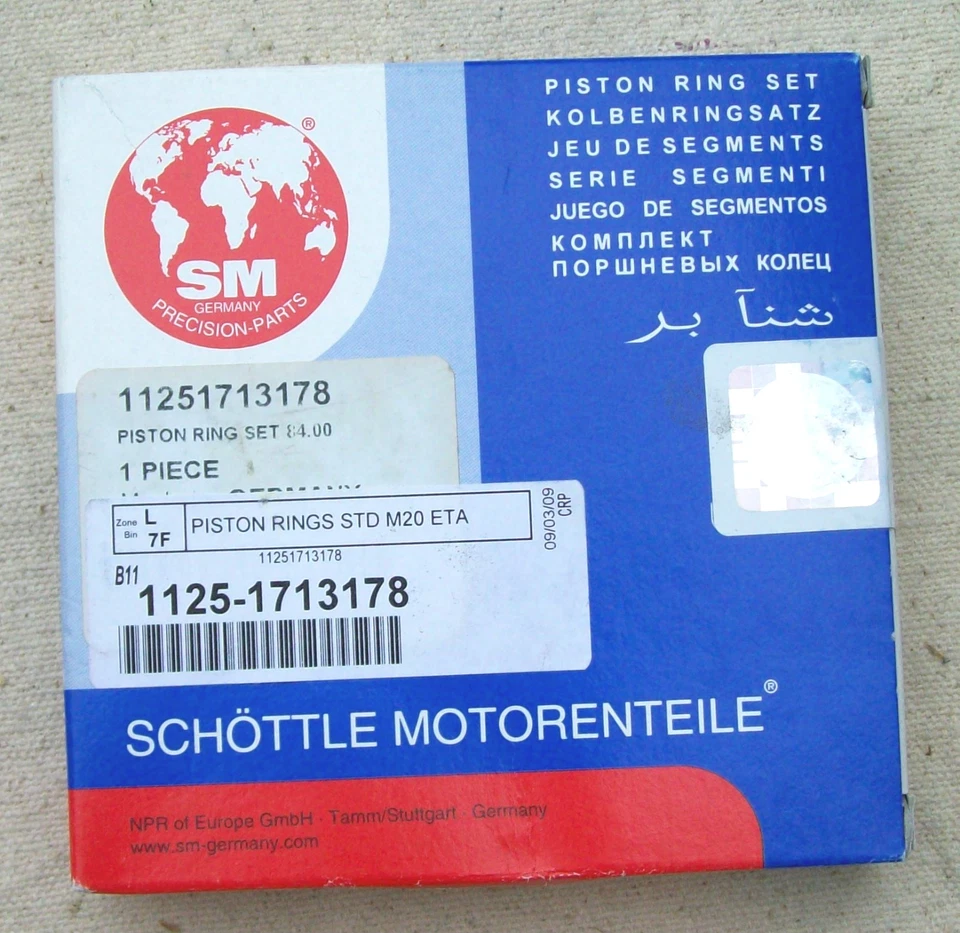 SM
GERMANY
PRECISION-PARTS
®
PISTON RING SET
KOLBENRINGSATZ
JEU DE SEGMENTS
SERIE SEGMENTI
JUEGO DE SEGMENTOS
КОМПЛЕКТ
ПОРШНЕВЫХ КОЛЕЦ
شنآ بر
11251713178
PISTON RING SET 84.00
1 PIECE
GERMANY
Zone L
Bin 7F
PISTON RINGS STD M20 ETA
09/03/09
CRP
11251713178
B11
1125-1713178
SCHÖTTLE MOTORENTEILE®
NPR of Europe GmbH · Tamm/Stuttgart · Germany
www.sm-germany.com